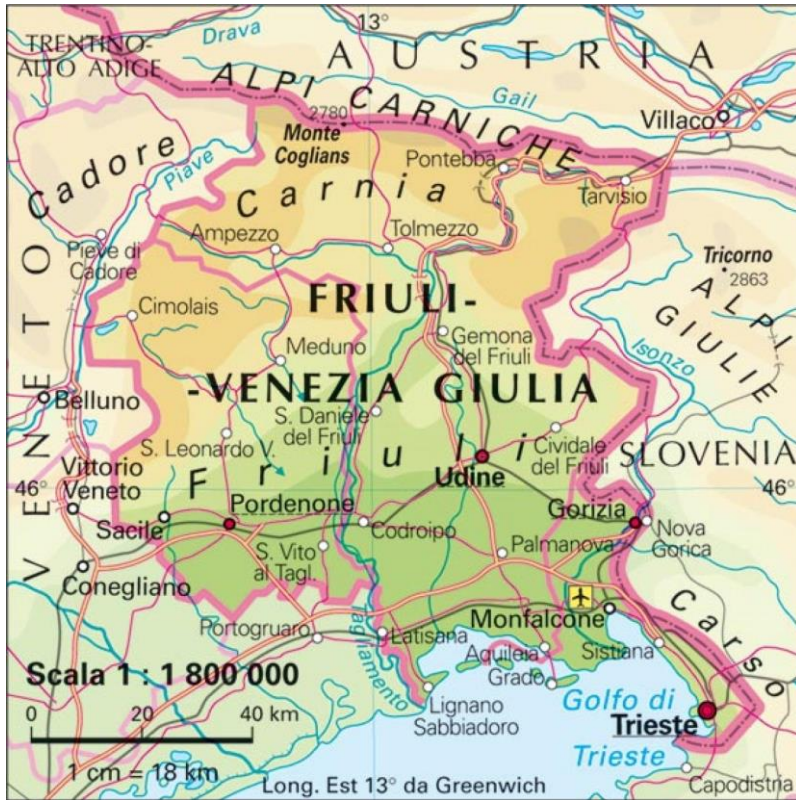 13°
Drava
TRENTINO-
ALTO ADIGE
AUSTRIA
ALPI CARNICHE
Gail
Villaco
2780
Monte
Coglians
Pontebba
Cadore
Piave
Carnia
Tarvisio
Ampezzo
Tolmezzo
Pieve di
Cadore
Tricorno
2863
ALPI
GIULIE
Cimolais
FRIULI-
Gemona
del Friuli
Isonzo
Meduno
-VENEZIA GIULIA
Belluno
S. Daniele
del Friuli
S. Leonardo V.
Cividale
del Friuli
SLOVENIA
VENETO
Friuli
Udine
Vittorio
Veneto
46°
46°
Pordenone
Gorizia
Sacile
Codroipo
Nova
Gorica
S. Vito
al Tagl.
Palmanova
Conegliano
Carso
Monfalcone
Portogruaro
Latisana
Tagliamento
Aquileia
Sistiana
Grado
Scala 1 : 1 800 000
Lignano
Sabbiadoro
Golfo di
Trieste
Trieste
0 20 40 km
1 cm = 18 km
Long. Est 13° da Greenwich
Capodistria